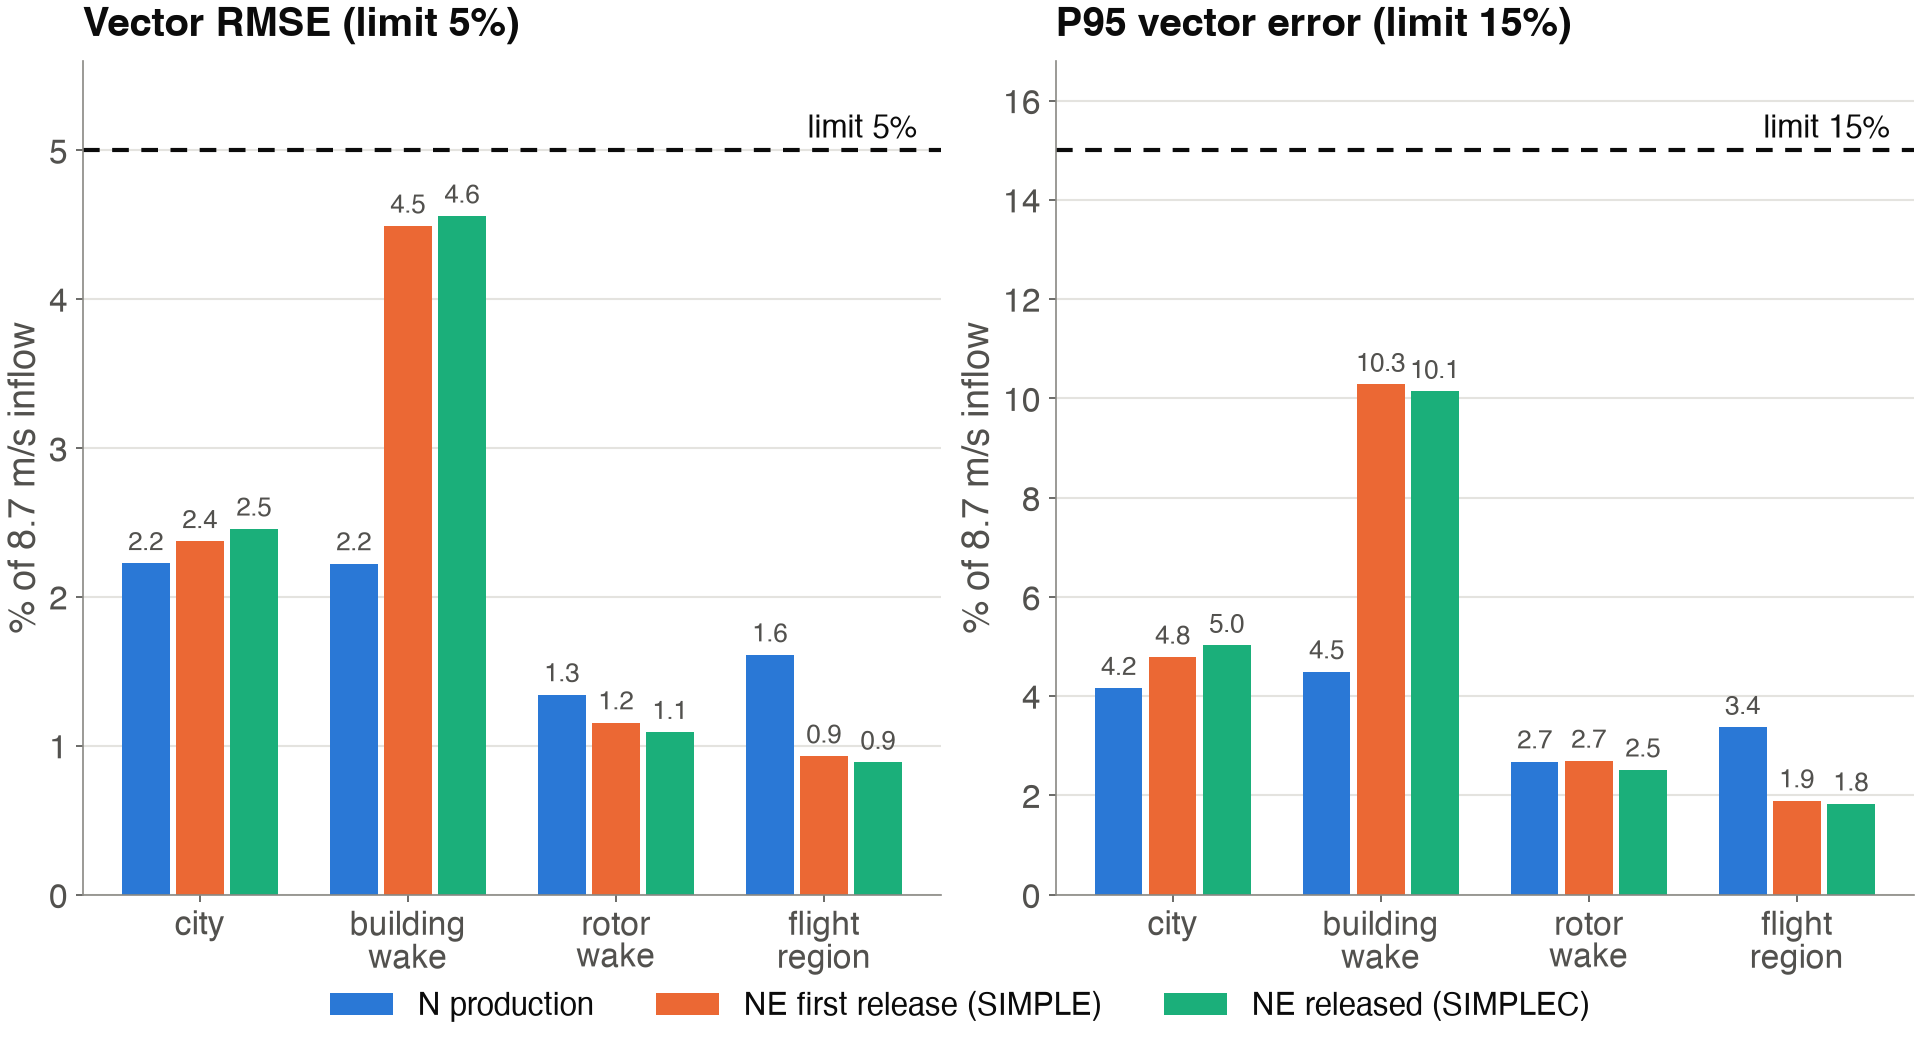 Vector RMSE (limit 5%)
% of 8.7 m/s inflow
5
4
3
2
1
0
limit 5%
2.2
2.4
2.5
2.2
4.5
4.6
1.3
1.2
1.1
1.6
0.9
0.9
city
building
wake
rotor
wake
flight
region
P95 vector error (limit 15%)
% of 8.7 m/s inflow
16
14
12
10
8
6
4
2
0
limit 15%
4.2
4.8
5.0
4.5
10.3
10.1
2.7
2.7
2.5
3.4
1.9
1.8
city
building
wake
rotor
wake
flight
region
N production
NE first release (SIMPLE)
NE released (SIMPLEC)